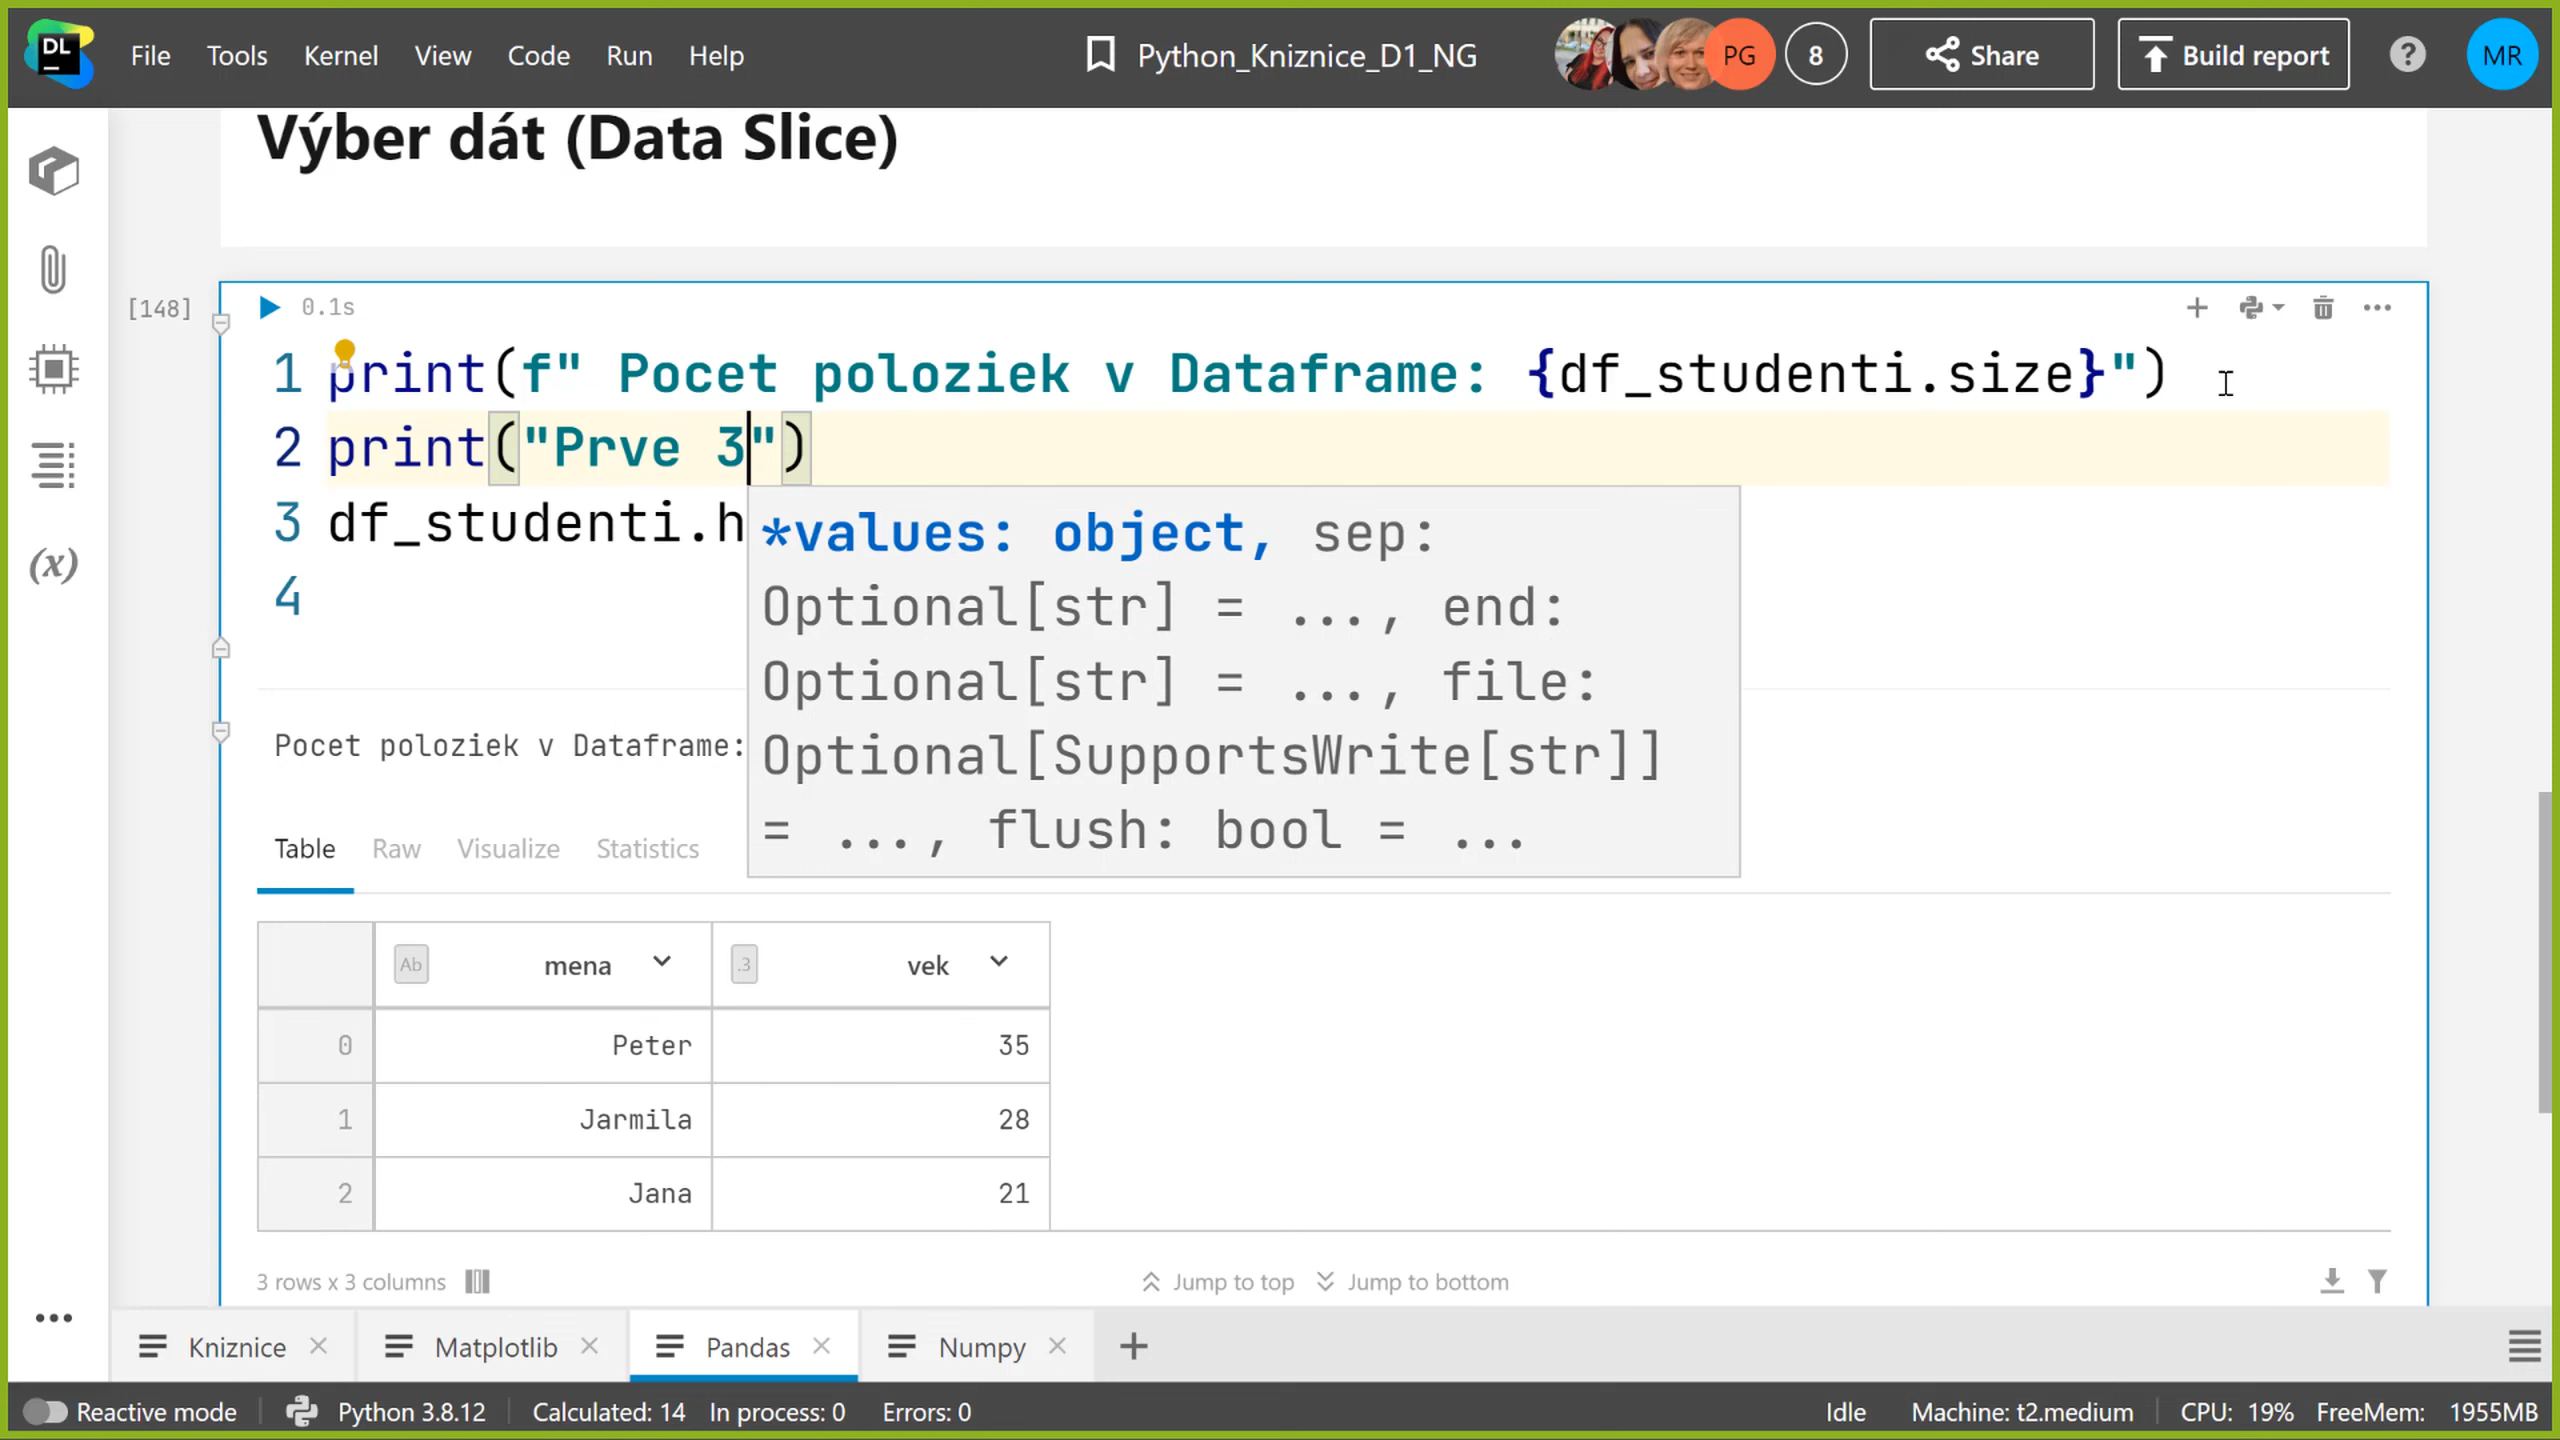 DL
File Tools Kernel View Code Run Help
Python_Kniznice_D1_NG
PG
8
Share
Build report
?
MR
Výber dát (Data Slice)
[148]
0.1s
1 print(f" Pocet poloziek v Dataframe: {df_studenti.size}")
2 print("Prve 3")
3 df_studenti.h
4
*values: object, sep:
Optional[str] = ..., end:
Optional[str] = ..., file:
Optional[SupportsWrite[str]]
= ..., flush: bool = ...
(x)
Pocet poloziek v Dataframe:
Table Raw Visualize Statistics
Ab mena .3 vek
0 Peter 35
1 Jarmila 28
2 Jana 21
3 rows x 3 columns
Jump to top Jump to bottom
Kniznice Matplotlib Pandas Numpy
Reactive mode Python 3.8.12 Calculated: 14 In process: 0 Errors: 0 Idle Machine: t2.medium CPU: 19% FreeMem: 1955MB